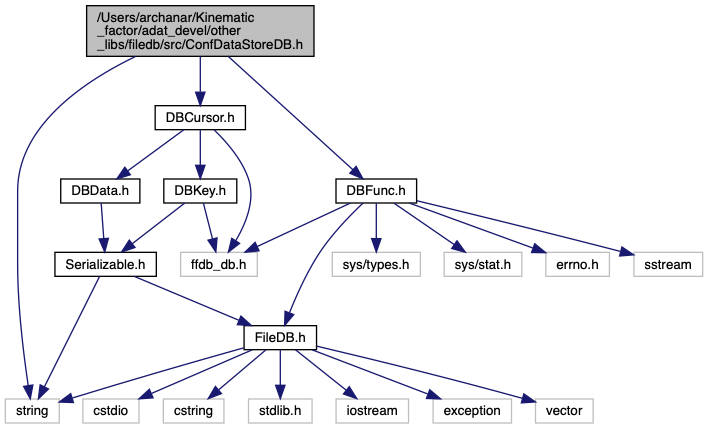 /Users/archanar/Kinematic
_factor/adat_devel/other
_libs/filedb/src/ConfDataStoreDB.h
DBCursor.h
DBData.h
DBKey.h
DBFunc.h
Serializable.h
ffdb_db.h
sys/types.h
sys/stat.h
errno.h
sstream
FileDB.h
string
cstdio
cstring
stdlib.h
iostream
exception
vector